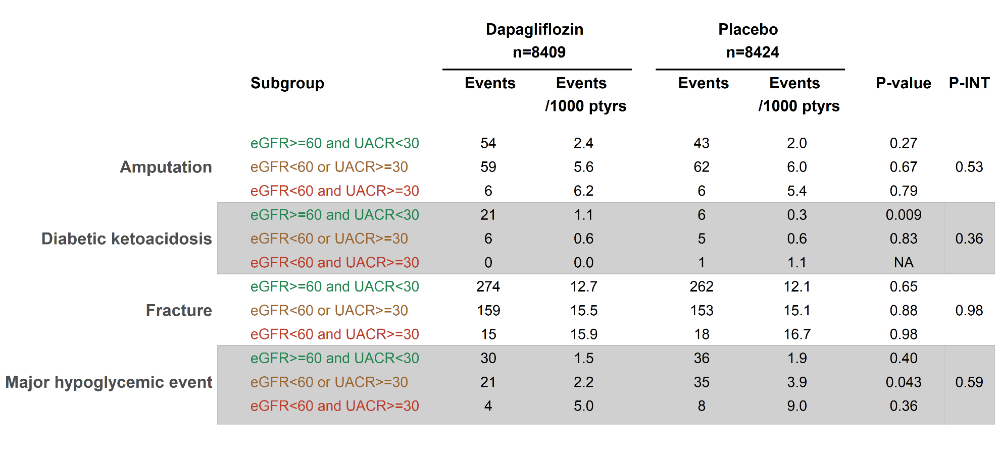 Dapagliflozin Placebo
n=8409 n=8424
Subgroup Events Events Events Events P-value P-INT
/1000 ptyrs /1000 ptyrs
eGFR>=60 and UACR<30 54 2.4 43 2.0 0.27
Amputation eGFR<60 or UACR>=30 59 5.6 62 6.0 0.67 0.53
eGFR<60 and UACR>=30 6 6.2 6 5.4 0.79
eGFR>=60 and UACR<30 21 1.1 6 0.3 0.009
Diabetic ketoacidosis eGFR<60 or UACR>=30 6 0.6 5 0.6 0.83 0.36
eGFR<60 and UACR>=30 0 0.0 1 1.1 NA
eGFR>=60 and UACR<30 274 12.7 262 12.1 0.65
Fracture eGFR<60 or UACR>=30 159 15.5 153 15.1 0.88 0.98
eGFR<60 and UACR>=30 15 15.9 18 16.7 0.98
eGFR>=60 and UACR<30 30 1.5 36 1.9 0.40
Major hypoglycemic event eGFR<60 or UACR>=30 21 2.2 35 3.9 0.043 0.59
eGFR<60 and UACR>=30 4 5.0 8 9.0 0.36